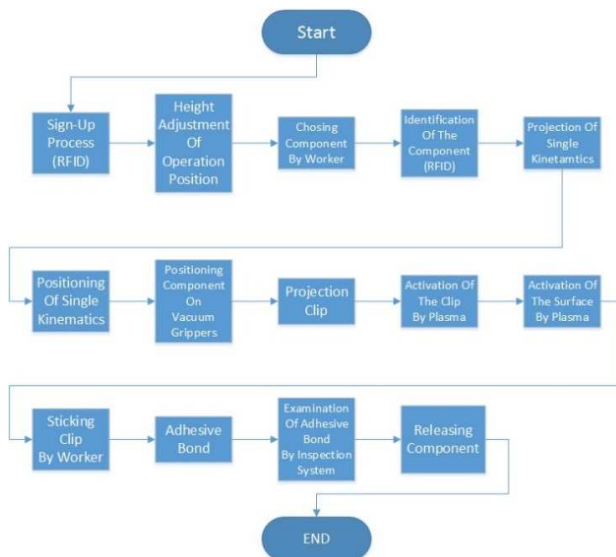 Start
Sign-Up
Process
(RFID)
Height
Adjustment
Of
Operation
Position
Chosing
Component
By Worker
Identification
Of The
Component
(RFID)
Projection Of
Single
Kinetamtics
Positioning
Of Single
Kinematics
Positioning
Component
On
Vacuum
Grippers
Projection
Clip
Activation Of
The Clip
By Plasma
Activation Of
The Surface
By Plasma
Sticking
Clip
By Worker
Adhesive
Bond
Examination
Of Adhesive
Bond
By Inspection
System
Releasing
Component
END